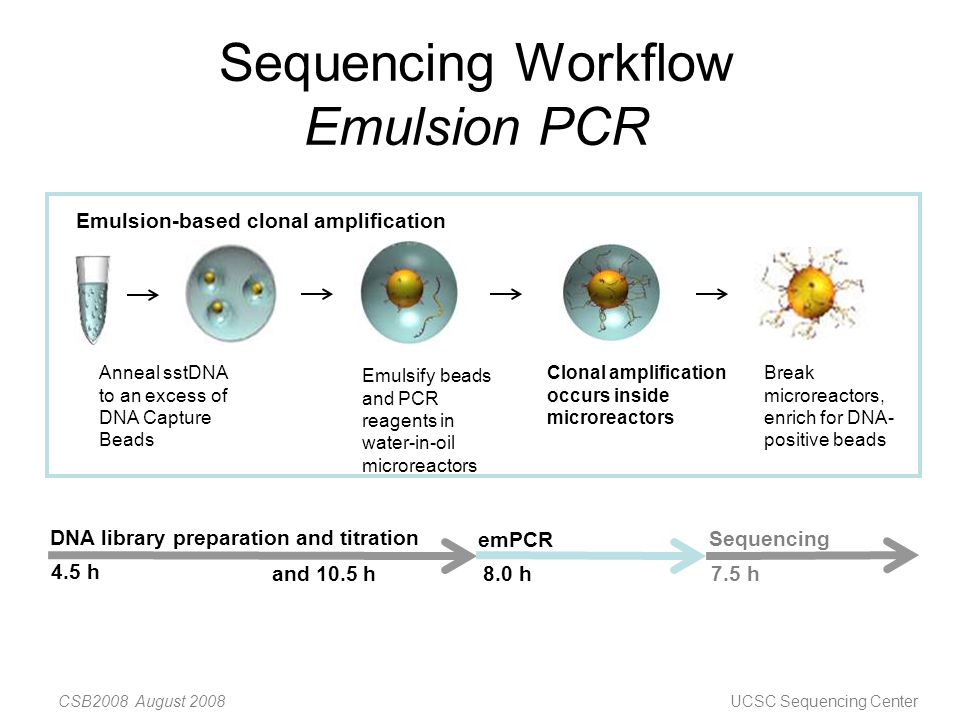 Sequencing Workflow
Emulsion PCR
Emulsion-based clonal amplification
Anneal sstDNA
to an excess of
DNA Capture
Beads
Emulsify beads
and PCR
reagents in
water-in-oil
microreactors
Clonal amplification
occurs inside
microreactors
Break
microreactors,
enrich for DNA-
positive beads
DNA library preparation and titration
emPCR
Sequencing
4.5 h
and 10.5 h
8.0 h
7.5 h
CSB2008 August 2008
UCSC Sequencing Center